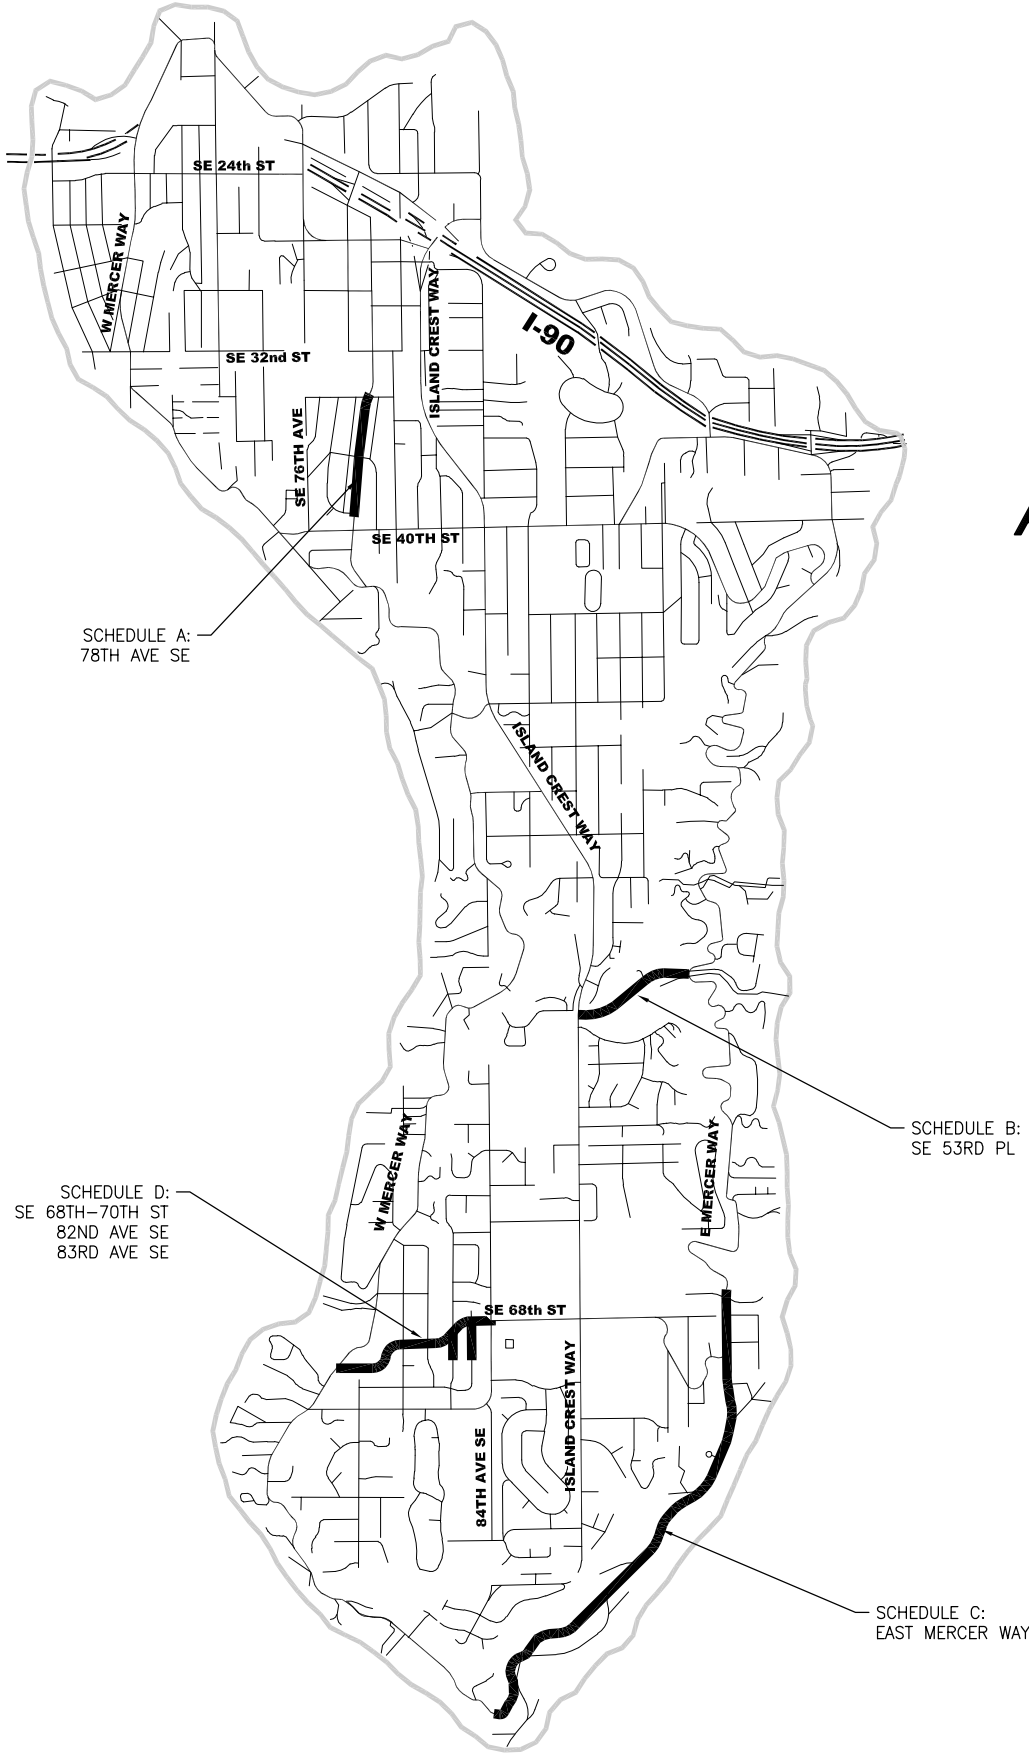 SE 24th ST
W MERCER WAY
ISLAND CREST WAY
I-90
SE 32nd ST
SE 76TH AVE
SE 40TH ST
SCHEDULE A:
78TH AVE SE
ISLAND CREST WAY
SCHEDULE B:
SE 53RD PL
W MERCER WAY
E MERCER WAY
SCHEDULE D:
SE 68TH-70TH ST
82ND AVE SE
83RD AVE SE
SE 68th ST
ISLAND CREST WAY
84TH AVE SE
SCHEDULE C:
EAST MERCER WAY